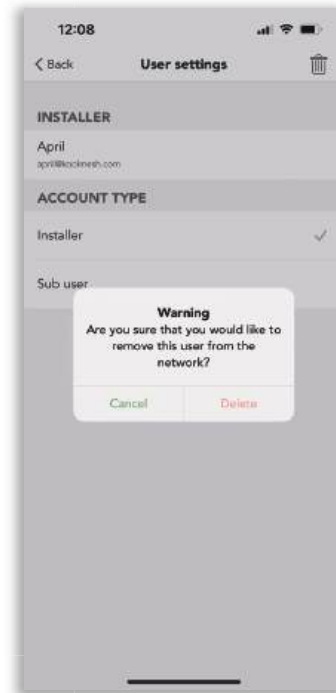 12:08
Back User settings
INSTALLER
April
ACCOUNT TYPE
Installer
Sub user
Warning
Are you sure that you would like to
remove this user from the
network?
Cancel Delete